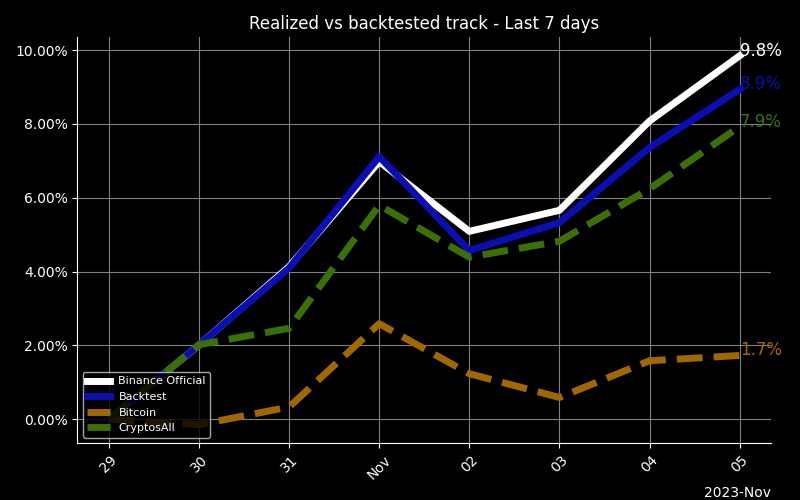 Realized vs backtested track - Last 7 days
10.00%
8.00%
6.00%
4.00%
2.00%
0.00%
9.8%
8.9%
7.9%
1.7%
Binance Official
Backtest
Bitcoin
CryptosAll
29
30
31
Nov
02
03
04
05
2023-Nov